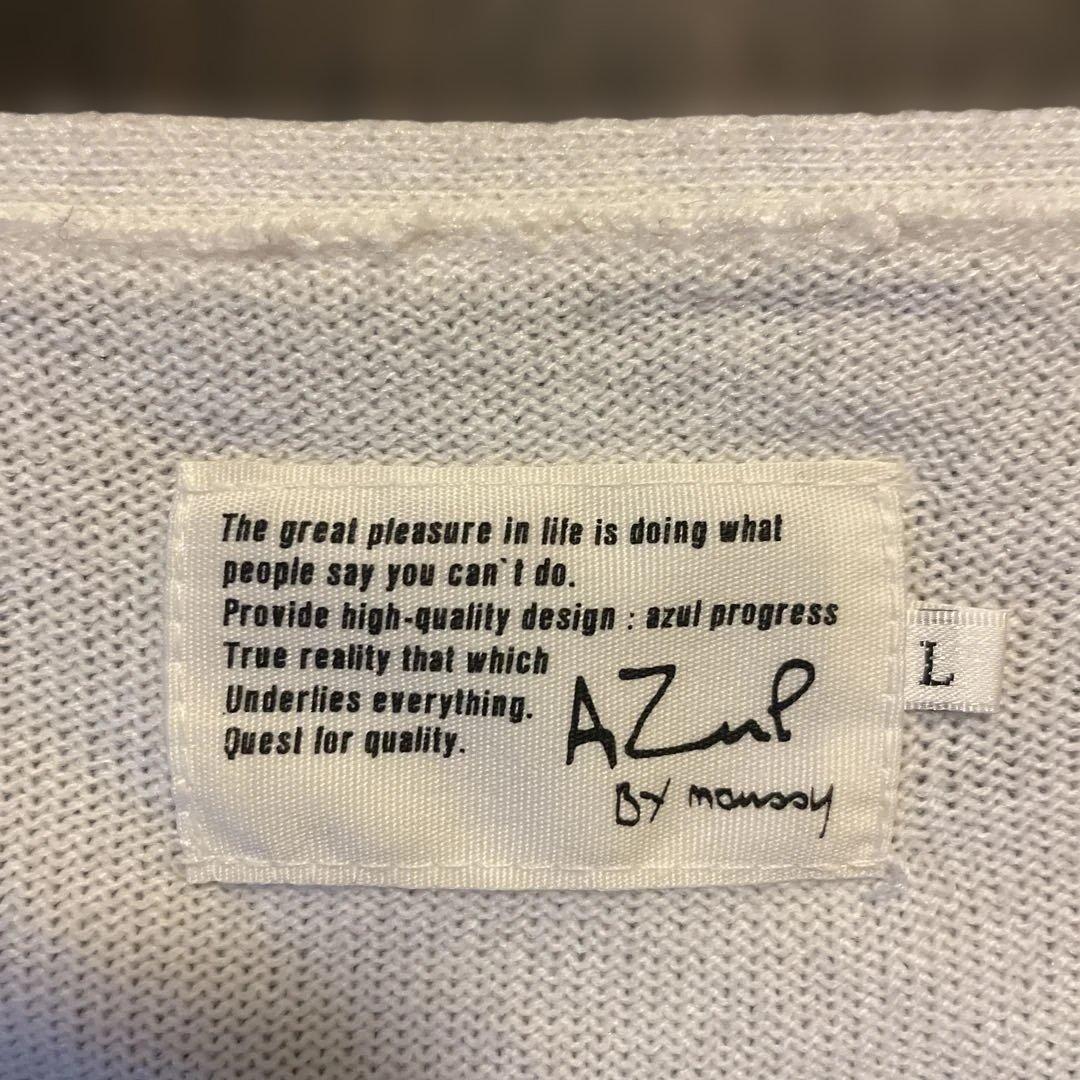 The great pleasure in life is doing what
people say you can`t do.
Provide high-quality design : azul progress
True reality that which
Underlies everything.
Quest for quality.
AZuL
BY moussy
L